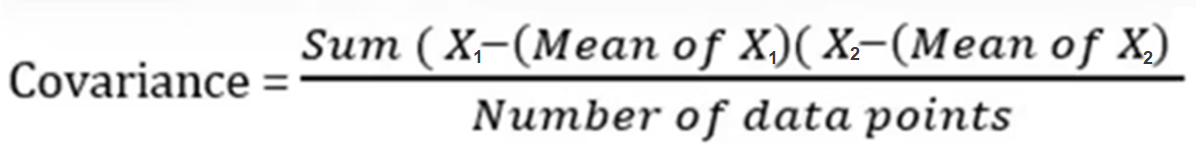 Sum ( X₁−(Mean of X₁)( X₂−(Mean of X₂)
Covariance =
Number of data points